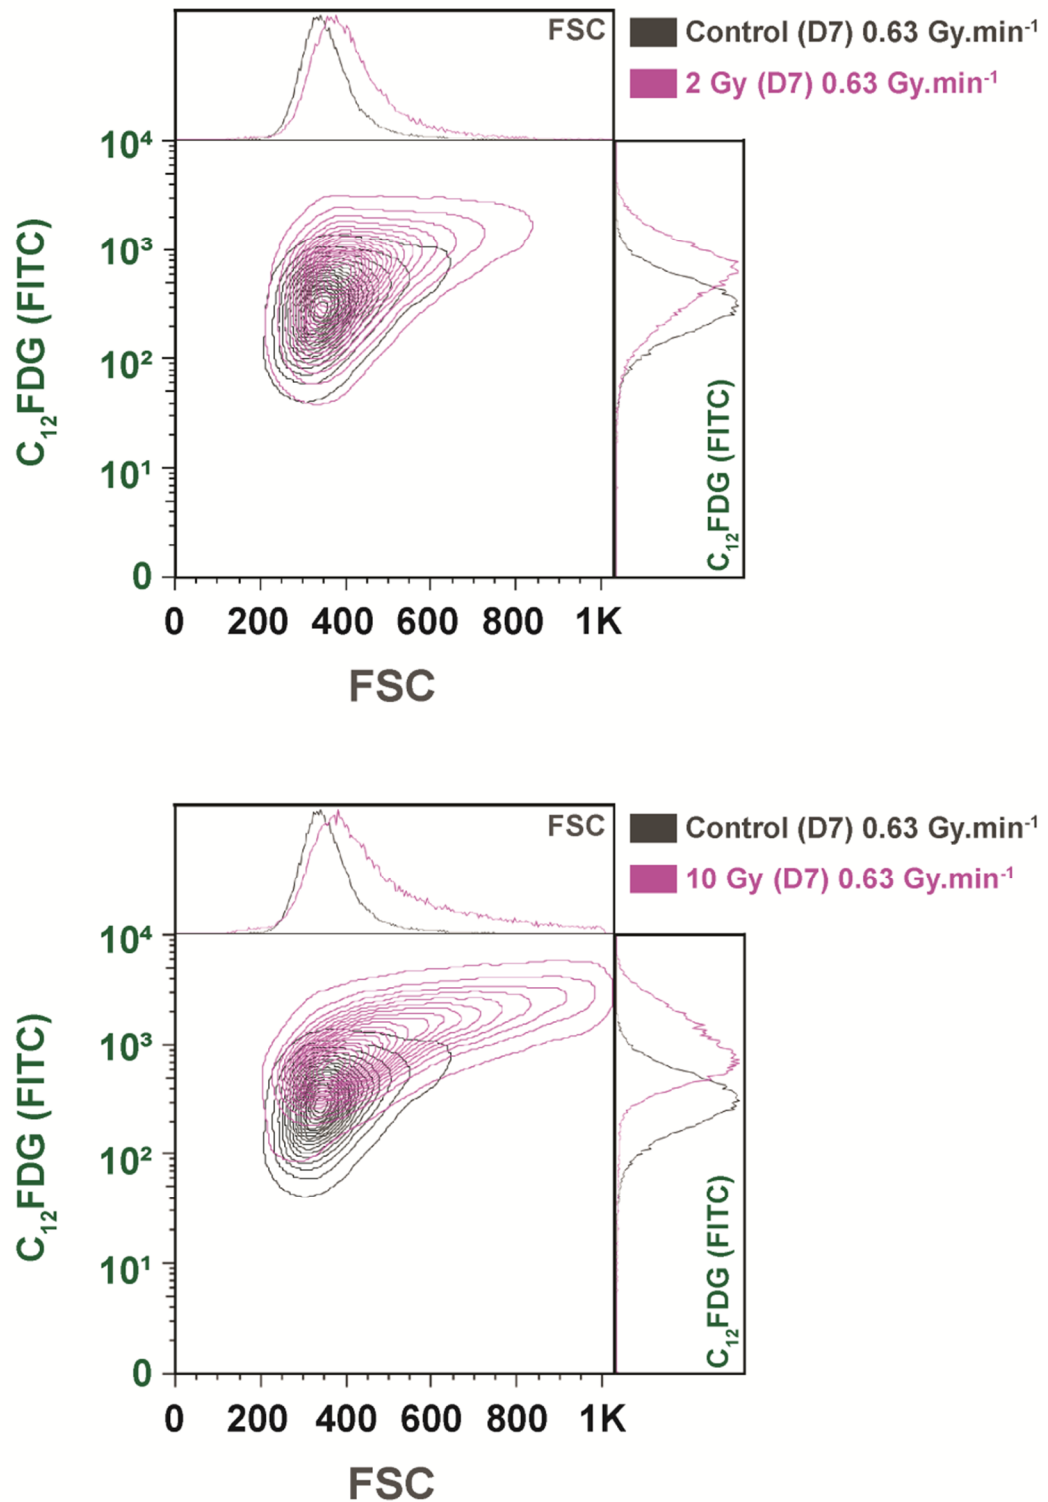 FSC
Control (D7) 0.63 Gy.min⁻¹
2 Gy (D7) 0.63 Gy.min⁻¹
10⁴
10³
10²
10¹
0
C₁₂FDG (FITC)
C₁₂FDG (FITC)
0 200 400 600 800 1K
FSC
FSC
Control (D7) 0.63 Gy.min⁻¹
10 Gy (D7) 0.63 Gy.min⁻¹
10⁴
10³
10²
10¹
0
C₁₂FDG (FITC)
C₁₂FDG (FITC)
0 200 400 600 800 1K
FSC